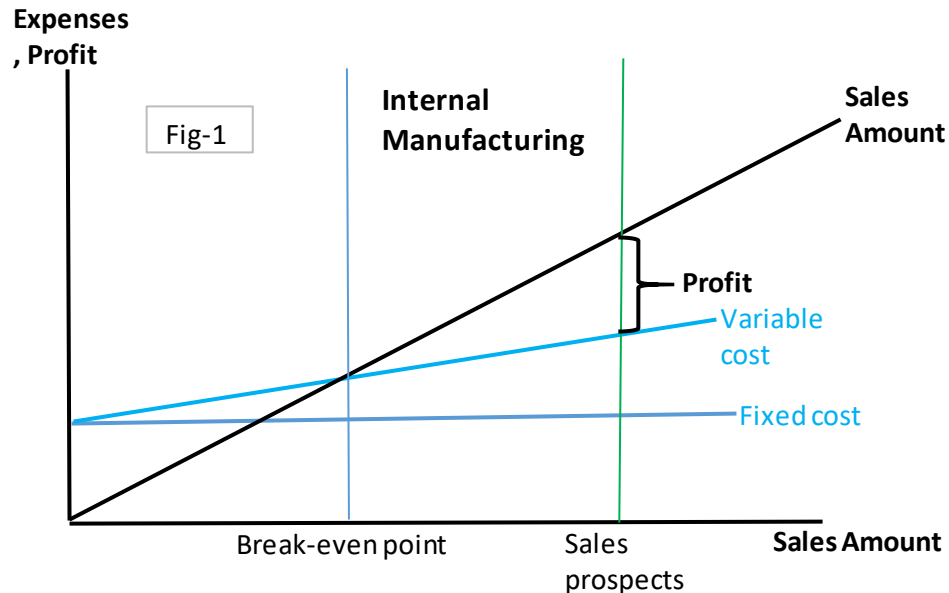 Expenses
, Profit
Fig-1
Internal
Manufacturing
Sales
Amount
Profit
Variable
cost
Fixed cost
Break-even point
Sales
prospects
Sales Amount